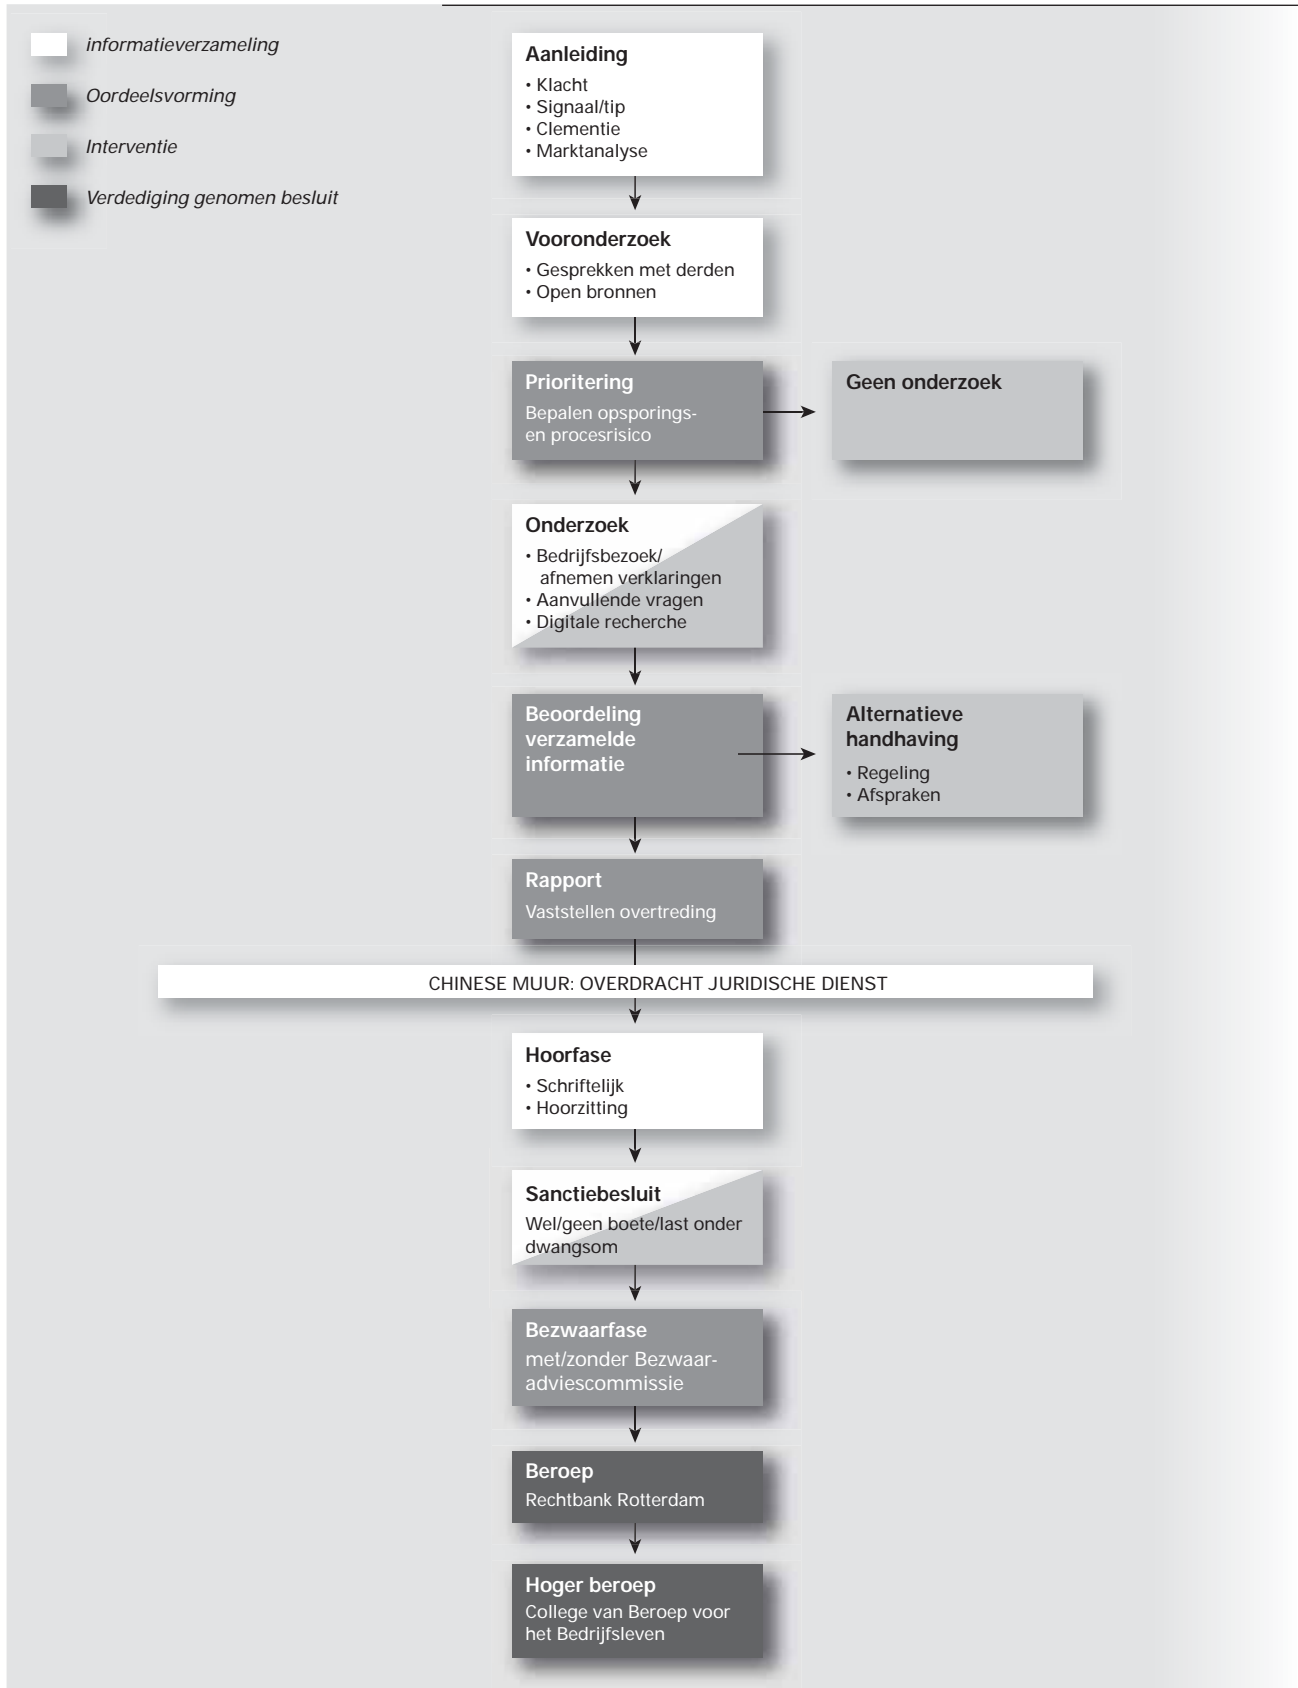 informatieverzameling
Oordeelsvorming
Interventie
Verdediging genomen besluit
Aanleiding
• Klacht
• Signaal/tip
• Clementie
• Marktanalyse
Vooronderzoek
• Gesprekken met derden
• Open bronnen
Prioritering
Bepalen opsporings-
en procesrisico
Geen onderzoek
Onderzoek
• Bedrijfsbezoek/
afnemen verklaringen
• Aanvullende vragen
• Digitale recherche
Beoordeling
verzamelde
informatie
Alternatieve
handhaving
• Regeling
• Afspraken
Rapport
Vaststellen overtreding
CHINESE MUUR: OVERDRACHT JURIDISCHE DIENST
Hoorfase
• Schriftelijk
• Hoorzitting
Sanctiebesluit
Wel/geen boete/last onder
dwangsom
Bezwaarfase
met/zonder Bezwaar-
adviescommissie
Beroep
Rechtbank Rotterdam
Hoger beroep
College van Beroep voor
het Bedrijfsleven